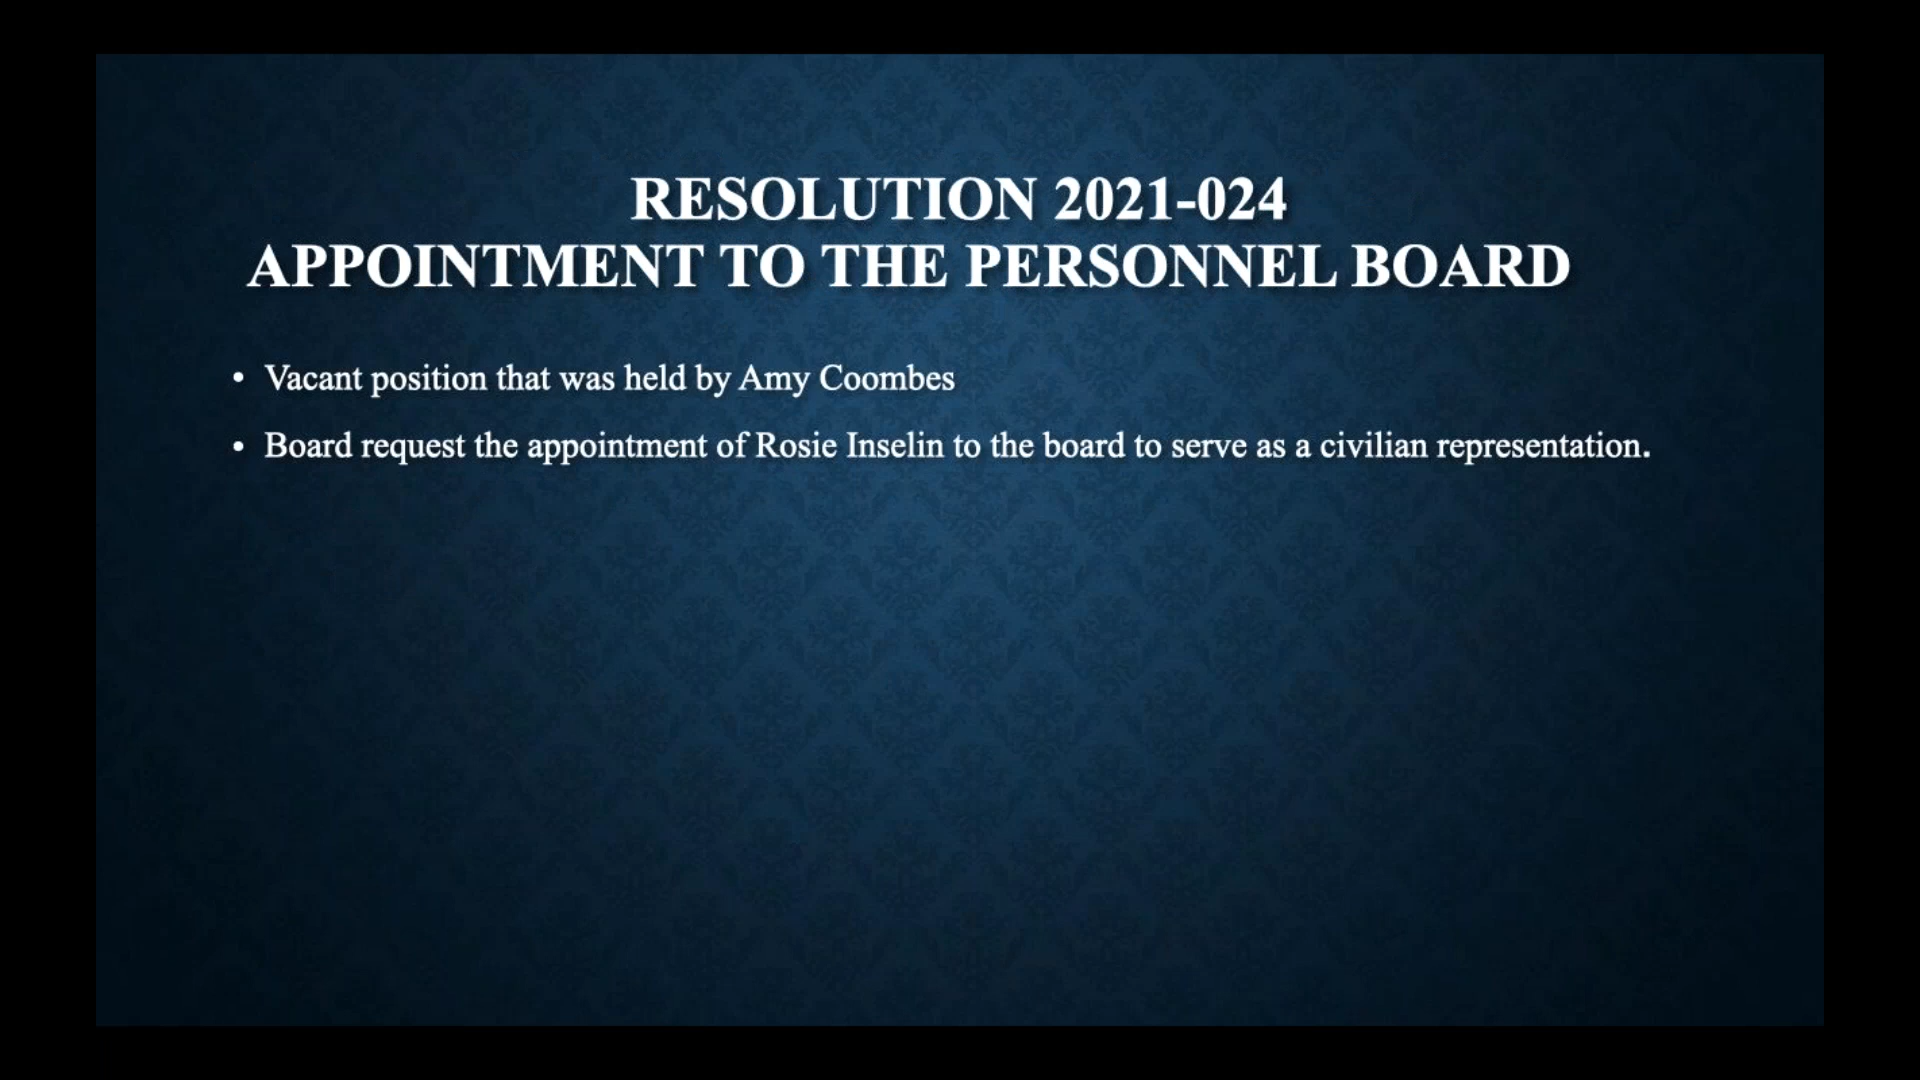 RESOLUTION 2021-024
APPOINTMENT TO THE PERSONNEL BOARD
• Vacant position that was held by Amy Coombes
• Board request the appointment of Rosie Inselin to the board to serve as a civilian representation.